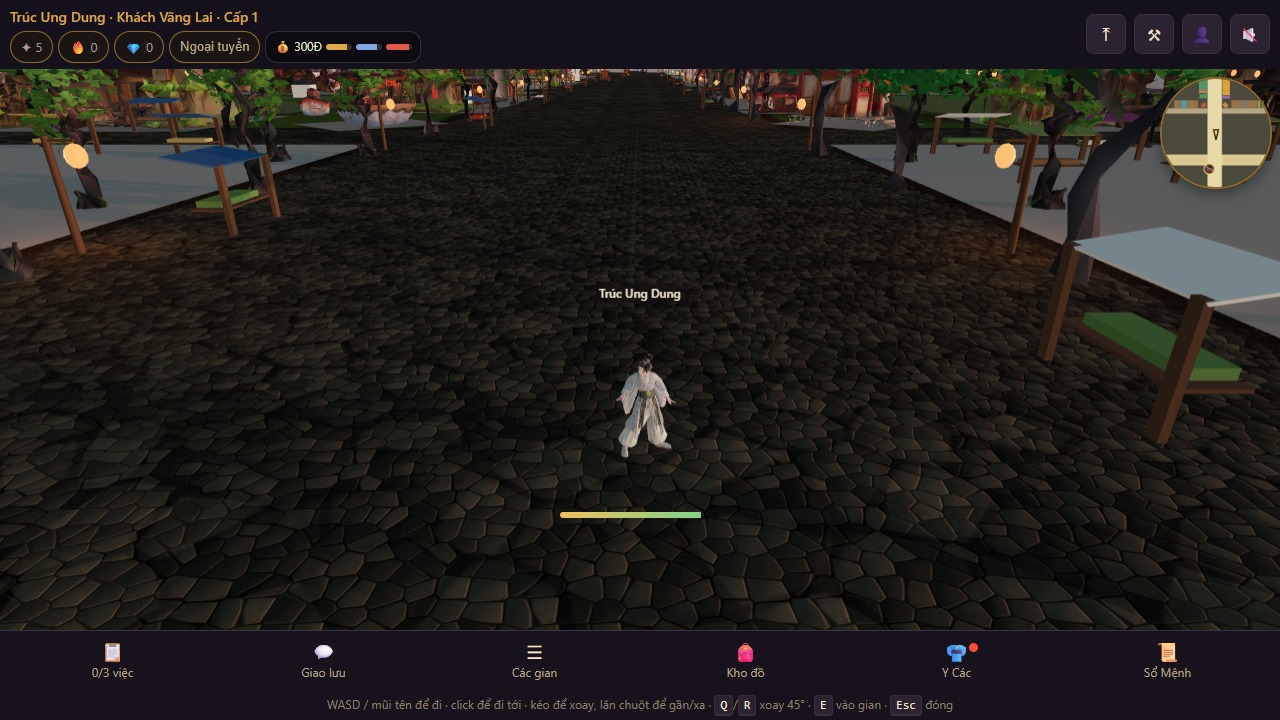 Trúc Ung Dung · Khách Vãng Lai · Cấp 1
✦ 5
0
0
Ngoại tuyến
300Đ
Trúc Ung Dung
0/3 việc
Giao lưu
Các gian
Kho đồ
Y Các
Sổ Mệnh
WASD / mũi tên để đi · click để đi tới · kéo để xoay, lăn chuột để gần/xa · Q / R xoay 45° · E vào gian · Esc đóng